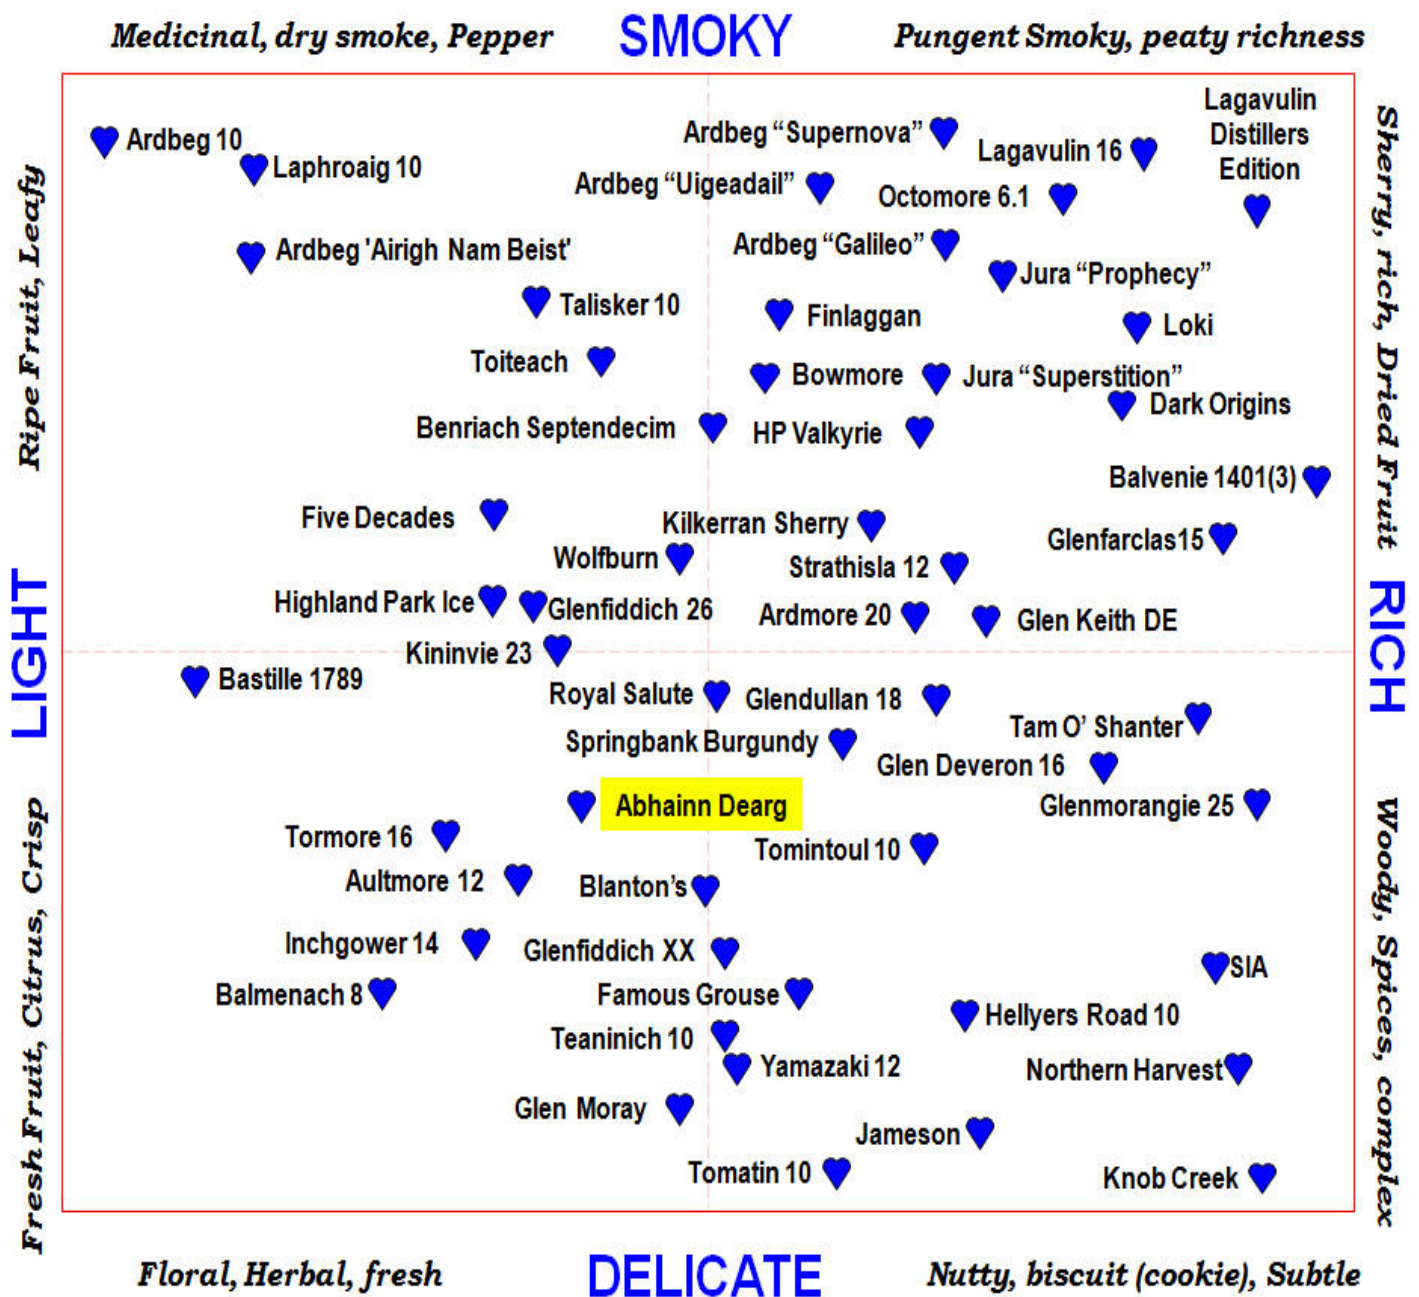 Medicinal, dry smoke, Pepper
SMOKY
Pungent Smoky, peaty richness
Ripe Fruit, Leafy
LIGHT
Fresh Fruit, Citrus, Crisp
Ardbeg 10
Laphroaig 10
Ardbeg “Supernova”
Lagavulin 16
Lagavulin
Distillers
Edition
Ardbeg “Uigeadail”
Octomore 6.1
Ardbeg 'Airigh Nam Beist'
Ardbeg “Galileo”
Jura “Prophecy”
Talisker 10
Finlaggan
Loki
Toiteach
Bowmore
Jura “Superstition”
Dark Origins
Benriach Septendecim
HP Valkyrie
Balvenie 1401(3)
Five Decades
Kilkerran Sherry
Glenfarclas15
Wolfburn
Strathisla 12
Highland Park Ice
Glenfiddich 26
Ardmore 20
Glen Keith DE
Kininvie 23
Bastille 1789
Royal Salute
Glendullan 18
Tam O’ Shanter
Springbank Burgundy
Glen Deveron 16
Abhainn Dearg
Glenmorangie 25
Tormore 16
Tomintoul 10
Aultmore 12
Blanton’s
Inchgower 14
Glenfiddich XX
SIA
Balmenach 8
Famous Grouse
Hellyers Road 10
Teaninich 10
Yamazaki 12
Northern Harvest
Glen Moray
Jameson
Tomatin 10
Knob Creek
Sherry, rich, Dried Fruit
RICH
Woody, Spices, complex
Floral, Herbal, fresh
DELICATE
Nutty, biscuit (cookie), Subtle